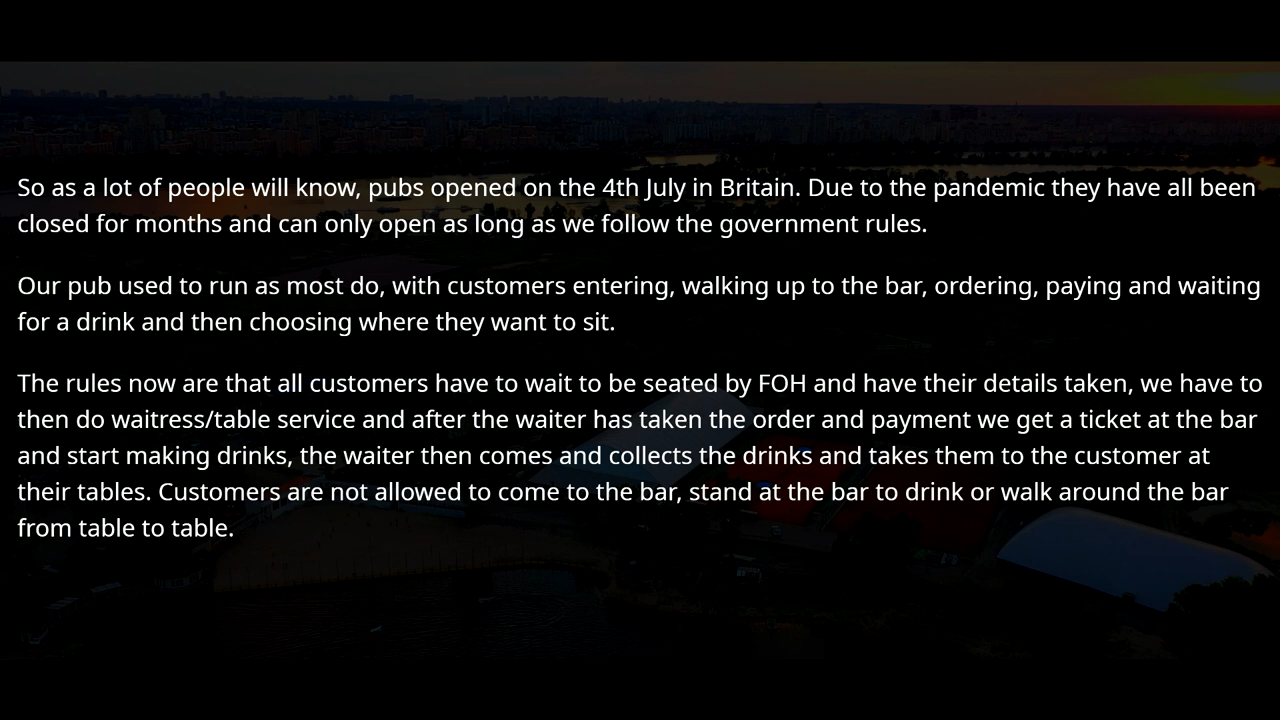 So as a lot of people will know, pubs opened on the 4th July in Britain. Due to the pandemic they have all been
closed for months and can only open as long as we follow the government rules.
Our pub used to run as most do, with customers entering, walking up to the bar, ordering, paying and waiting
for a drink and then choosing where they want to sit.
The rules now are that all customers have to wait to be seated by FOH and have their details taken, we have to
then do waitress/table service and after the waiter has taken the order and payment we get a ticket at the bar
and start making drinks, the waiter then comes and collects the drinks and takes them to the customer at
their tables. Customers are not allowed to come to the bar, stand at the bar to drink or walk around the bar
from table to table.